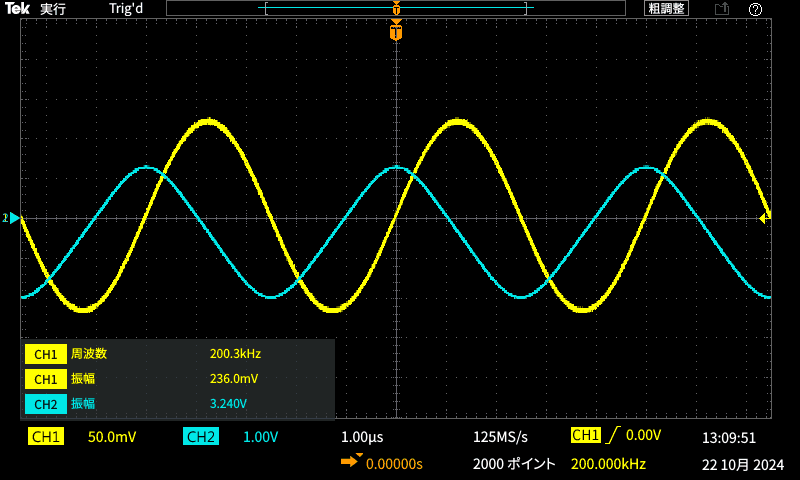 Tek 実行 Trig'd T 粗調整 ?
T
2
CH1 周波数 200.3kHz
CH1 振幅 236.0mV
CH2 振幅 3.240V
CH1 50.0mV CH2 1.00V 1.00µs 125MS/s CH1 0.00V 13:09:51
0.00000s 2000 ポイント 200.000kHz 22 10月 2024